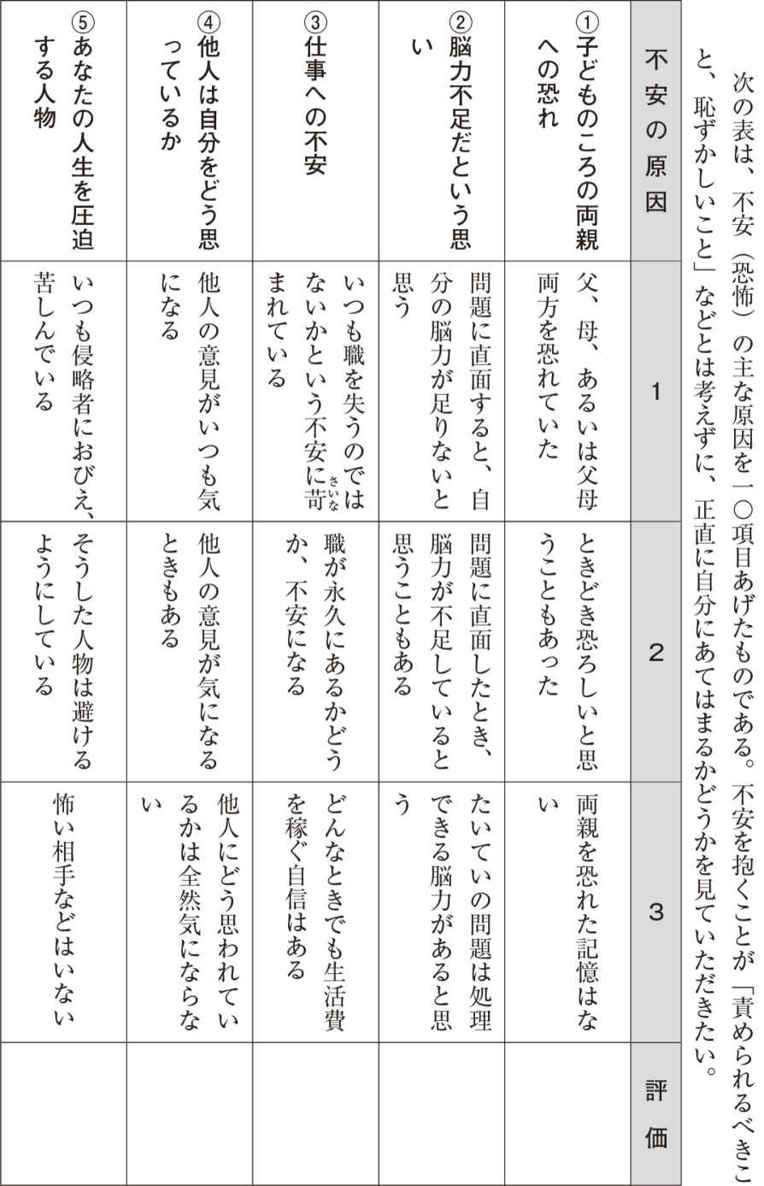 次の表は、不安（恐怖）の主な原因を一〇項目あげたものである。不安を抱くことが「責められるべきこ
と、恥ずかしいこと」などとは考えずに、正直に自分にあてはまるかどうかを見ていただきたい。
不安の原因
1
2
3
評価
①子どものころの両親
への恐れ
父、母、あるいは父母
両方を恐れていた
ときどき恐ろしいと思
うこともあった
両親を恐れた記憶はな
い
②脳力不足だという思
い
問題に直面すると、自
分の脳力が足りないと
思う
問題に直面したとき、
脳力が不足していると
思うこともある
たいていの問題は処理
できる脳力があると思
う
③仕事への不安
いつも職を失うのでは
ないかという不安に苛さいな
まれている
職が永久にあるかどう
か、不安になる
どんなときでも生活費
を稼ぐ自信はある
④他人は自分をどう思
っているか
他人の意見がいつも気
になる
他人の意見が気になる
ときもある
他人にどう思われてい
るかは全然気にならな
い
⑤あなたの人生を圧迫
する人物
いつも侵略者におびえ、
苦しんでいる
そうした人物は避ける
ようにしている
怖い相手などはいない